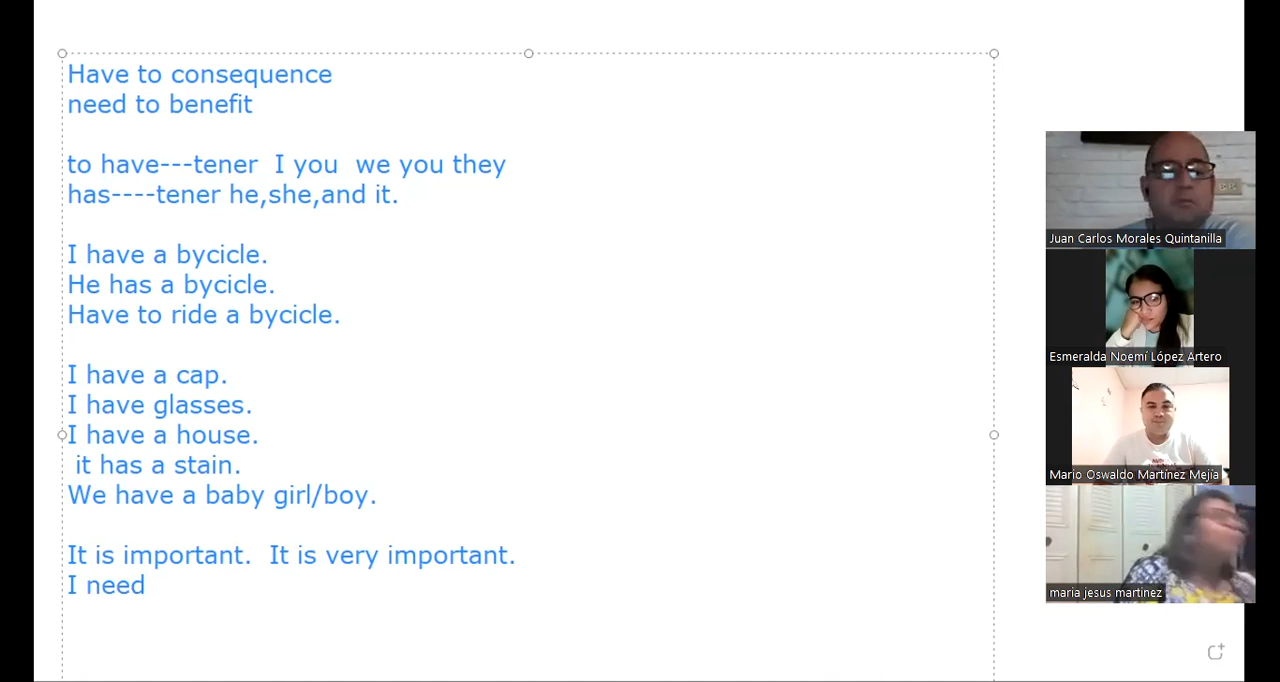 Have to consequence
need to benefit
to have---tener  I you  we you they
has----tener he,she,and it.
I have a bycicle.
He has a bycicle.
Have to ride a bycicle.
I have a cap.
I have glasses.
I have a house.
it has a stain.
We have a baby girl/boy.
It is important.  It is very important.
I need
Juan Carlos Morales Quintanilla
Esmeralda Noemí López Artero
Mario Oswaldo Martínez Mejía
maria jesus martinez